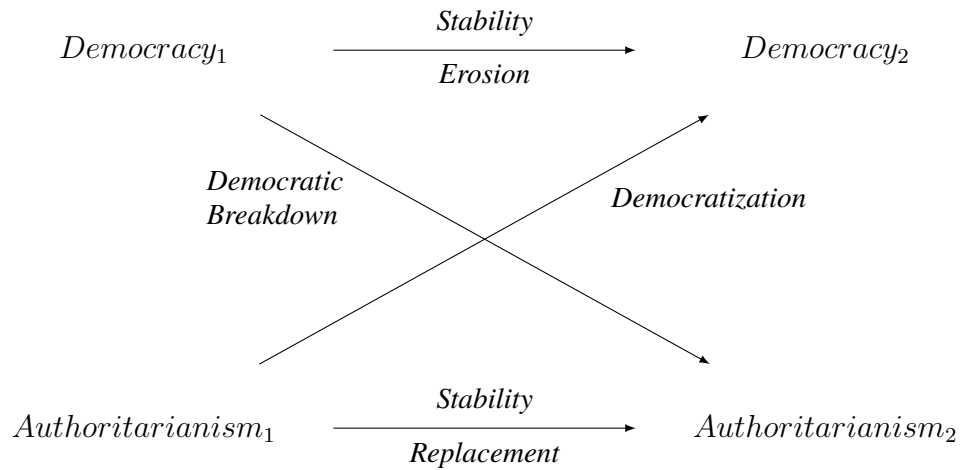 Stability
Democracy₁ Democracy₂
Erosion
Democratic
Breakdown
Democratization
Stability
Authoritarianism₁ Authoritarianism₂
Replacement